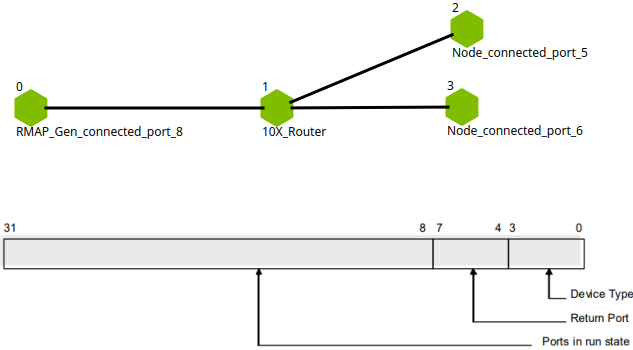 2
Node_connected_port_5
0
1
3
RMAP_Gen_connected_port_8
10X_Router
Node_connected_port_6
31
8
7
4
3
0
Device Type
Return Port
Ports in run state